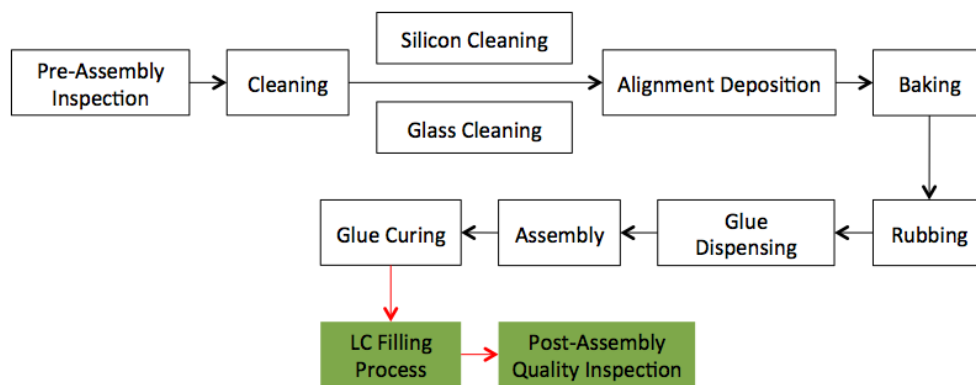 Silicon Cleaning
Pre-Assembly
Inspection
Cleaning
Alignment Deposition
Baking
Glass Cleaning
Glue Curing
Assembly
Glue
Dispensing
Rubbing
LC Filling
Process
Post-Assembly
Quality Inspection